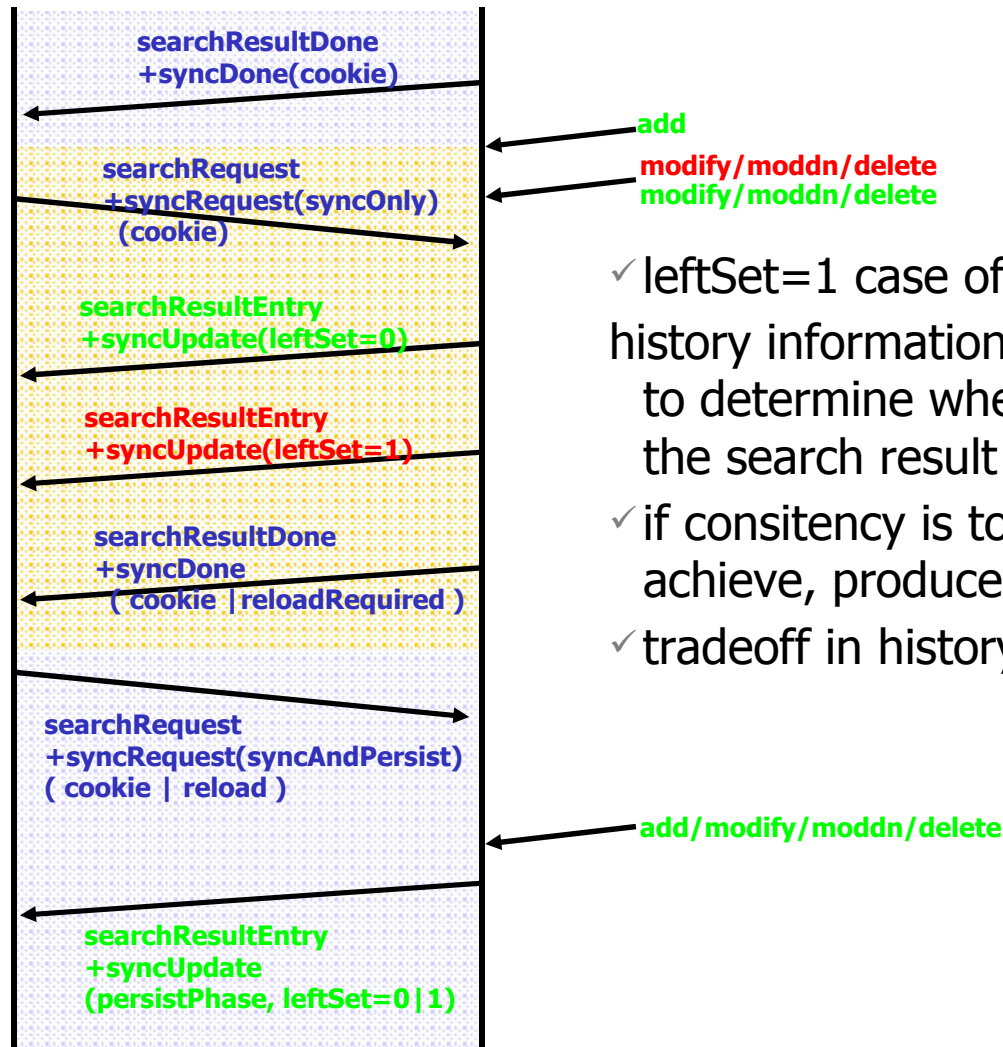 searchResultDone
+syncDone(cookie)
add
modify/moddn/delete
modify/moddn/delete
searchRequest
+syncRequest(syncOnly)
(cookie)
searchResultEntry
+syncUpdate(leftSet=0)
searchResultEntry
+syncUpdate(leftSet=1)
searchResultDone
+syncDone
( cookie |reloadRequired )
searchRequest
+syncRequest(syncAndPersist)
( cookie | reload )
add/modify/moddn/delete
searchResultEntry
+syncUpdate
(persistPhase, leftSet=0|1)
✓ leftSet=1 case of
history information
to determine whe
the search result
✓ if consitency is to
achieve, produce
✓ tradeoff in history